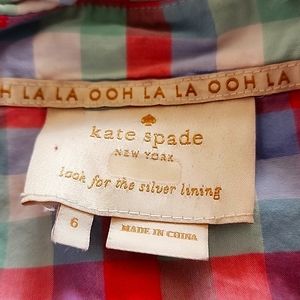 OH LA LA OOH LA LA OOH LA LA
kate spade
NEW YORK
look for the silver lining
6
MADE IN CHINA